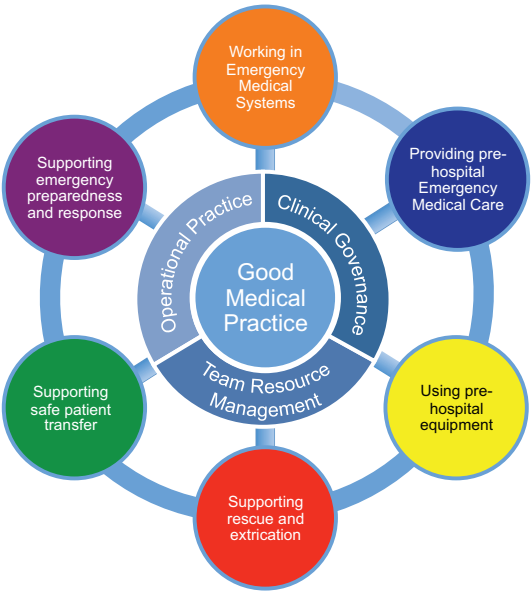 Working in
Emergency
Medical
Systems
Providing pre-
hospital
Emergency
Medical Care
Using pre-
hospital
equipment
Supporting
rescue and
extrication
Supporting
safe patient
transfer
Supporting
emergency
preparedness
and response
Operational Practice
Clinical Governance
Team Resource
Management
Good
Medical
Practice